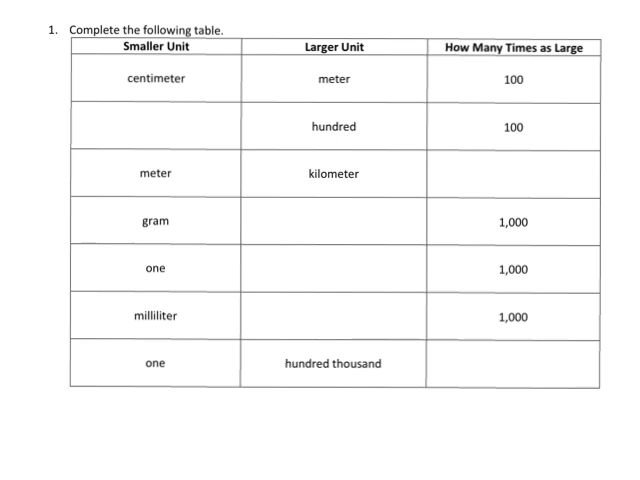 1. Complete the following table.
Smaller Unit Larger Unit How Many Times as Large
centimeter meter 100
hundred 100
meter kilometer
gram 1,000
one 1,000
milliliter 1,000
one hundred thousand